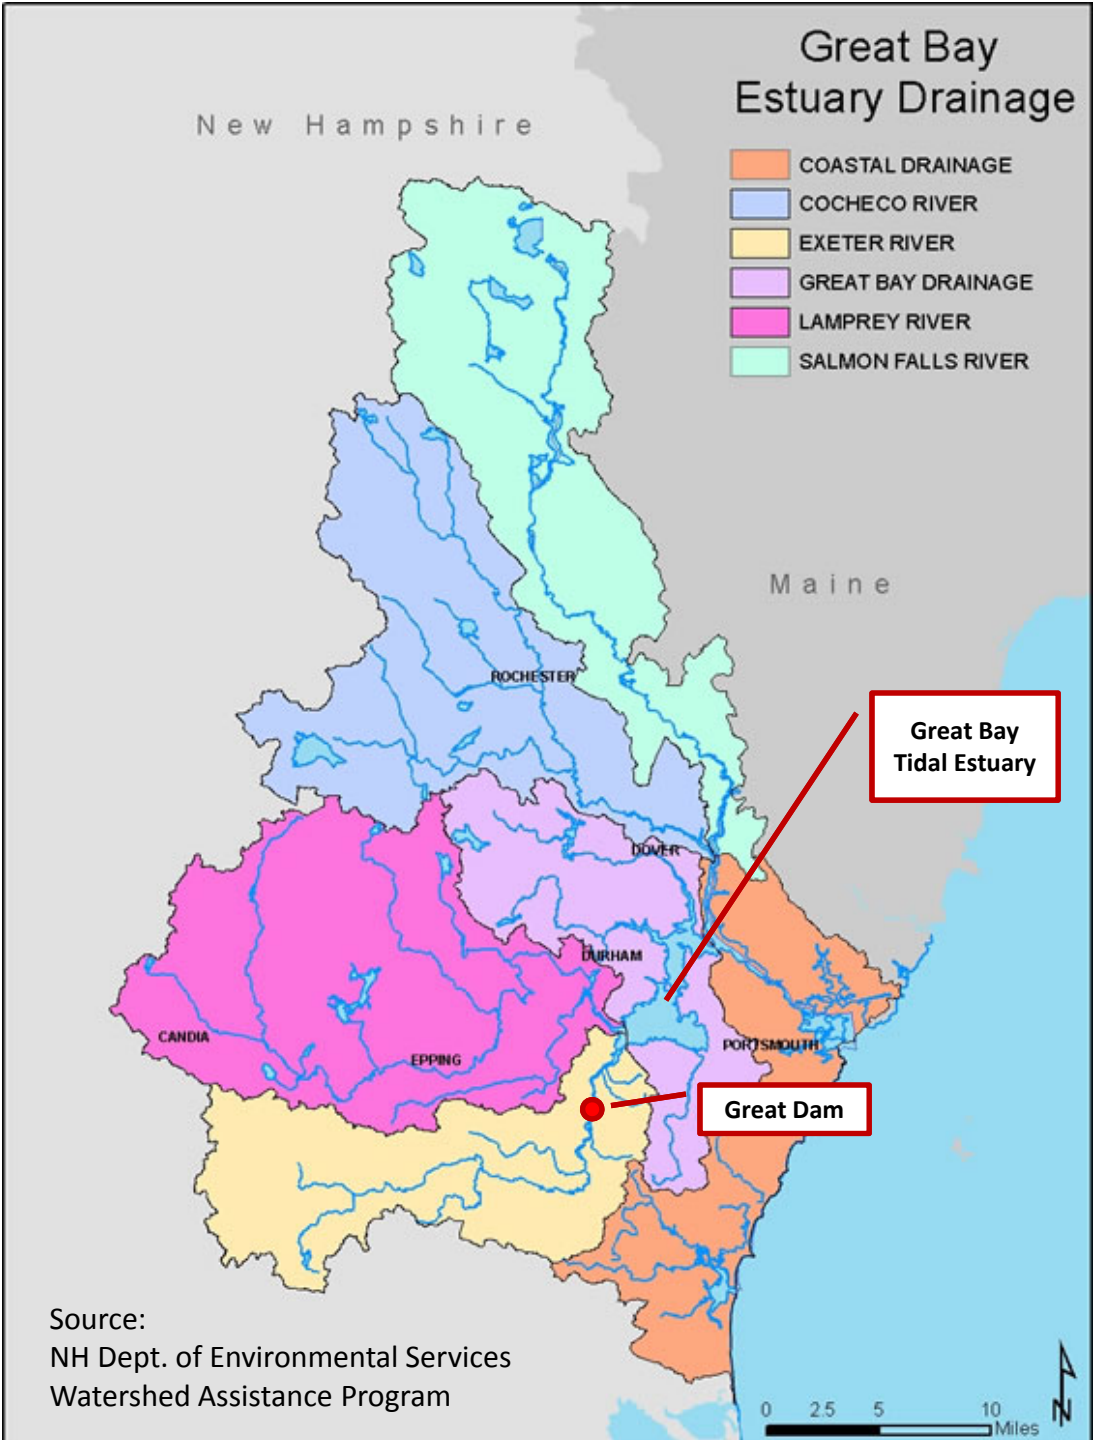 Great Bay
Estuary Drainage
New Hampshire
COASTAL DRAINAGE
COCHECO RIVER
EXETER RIVER
GREAT BAY DRAINAGE
LAMPREY RIVER
SALMON FALLS RIVER
Maine
ROCHESTER
Great Bay
Tidal Estuary
DOVER
DURHAM
CANDIA
EPPING
PORTSMOUTH
Great Dam
Source:
NH Dept. of Environmental Services
Watershed Assistance Program
0 2.5 5 10
Miles
N